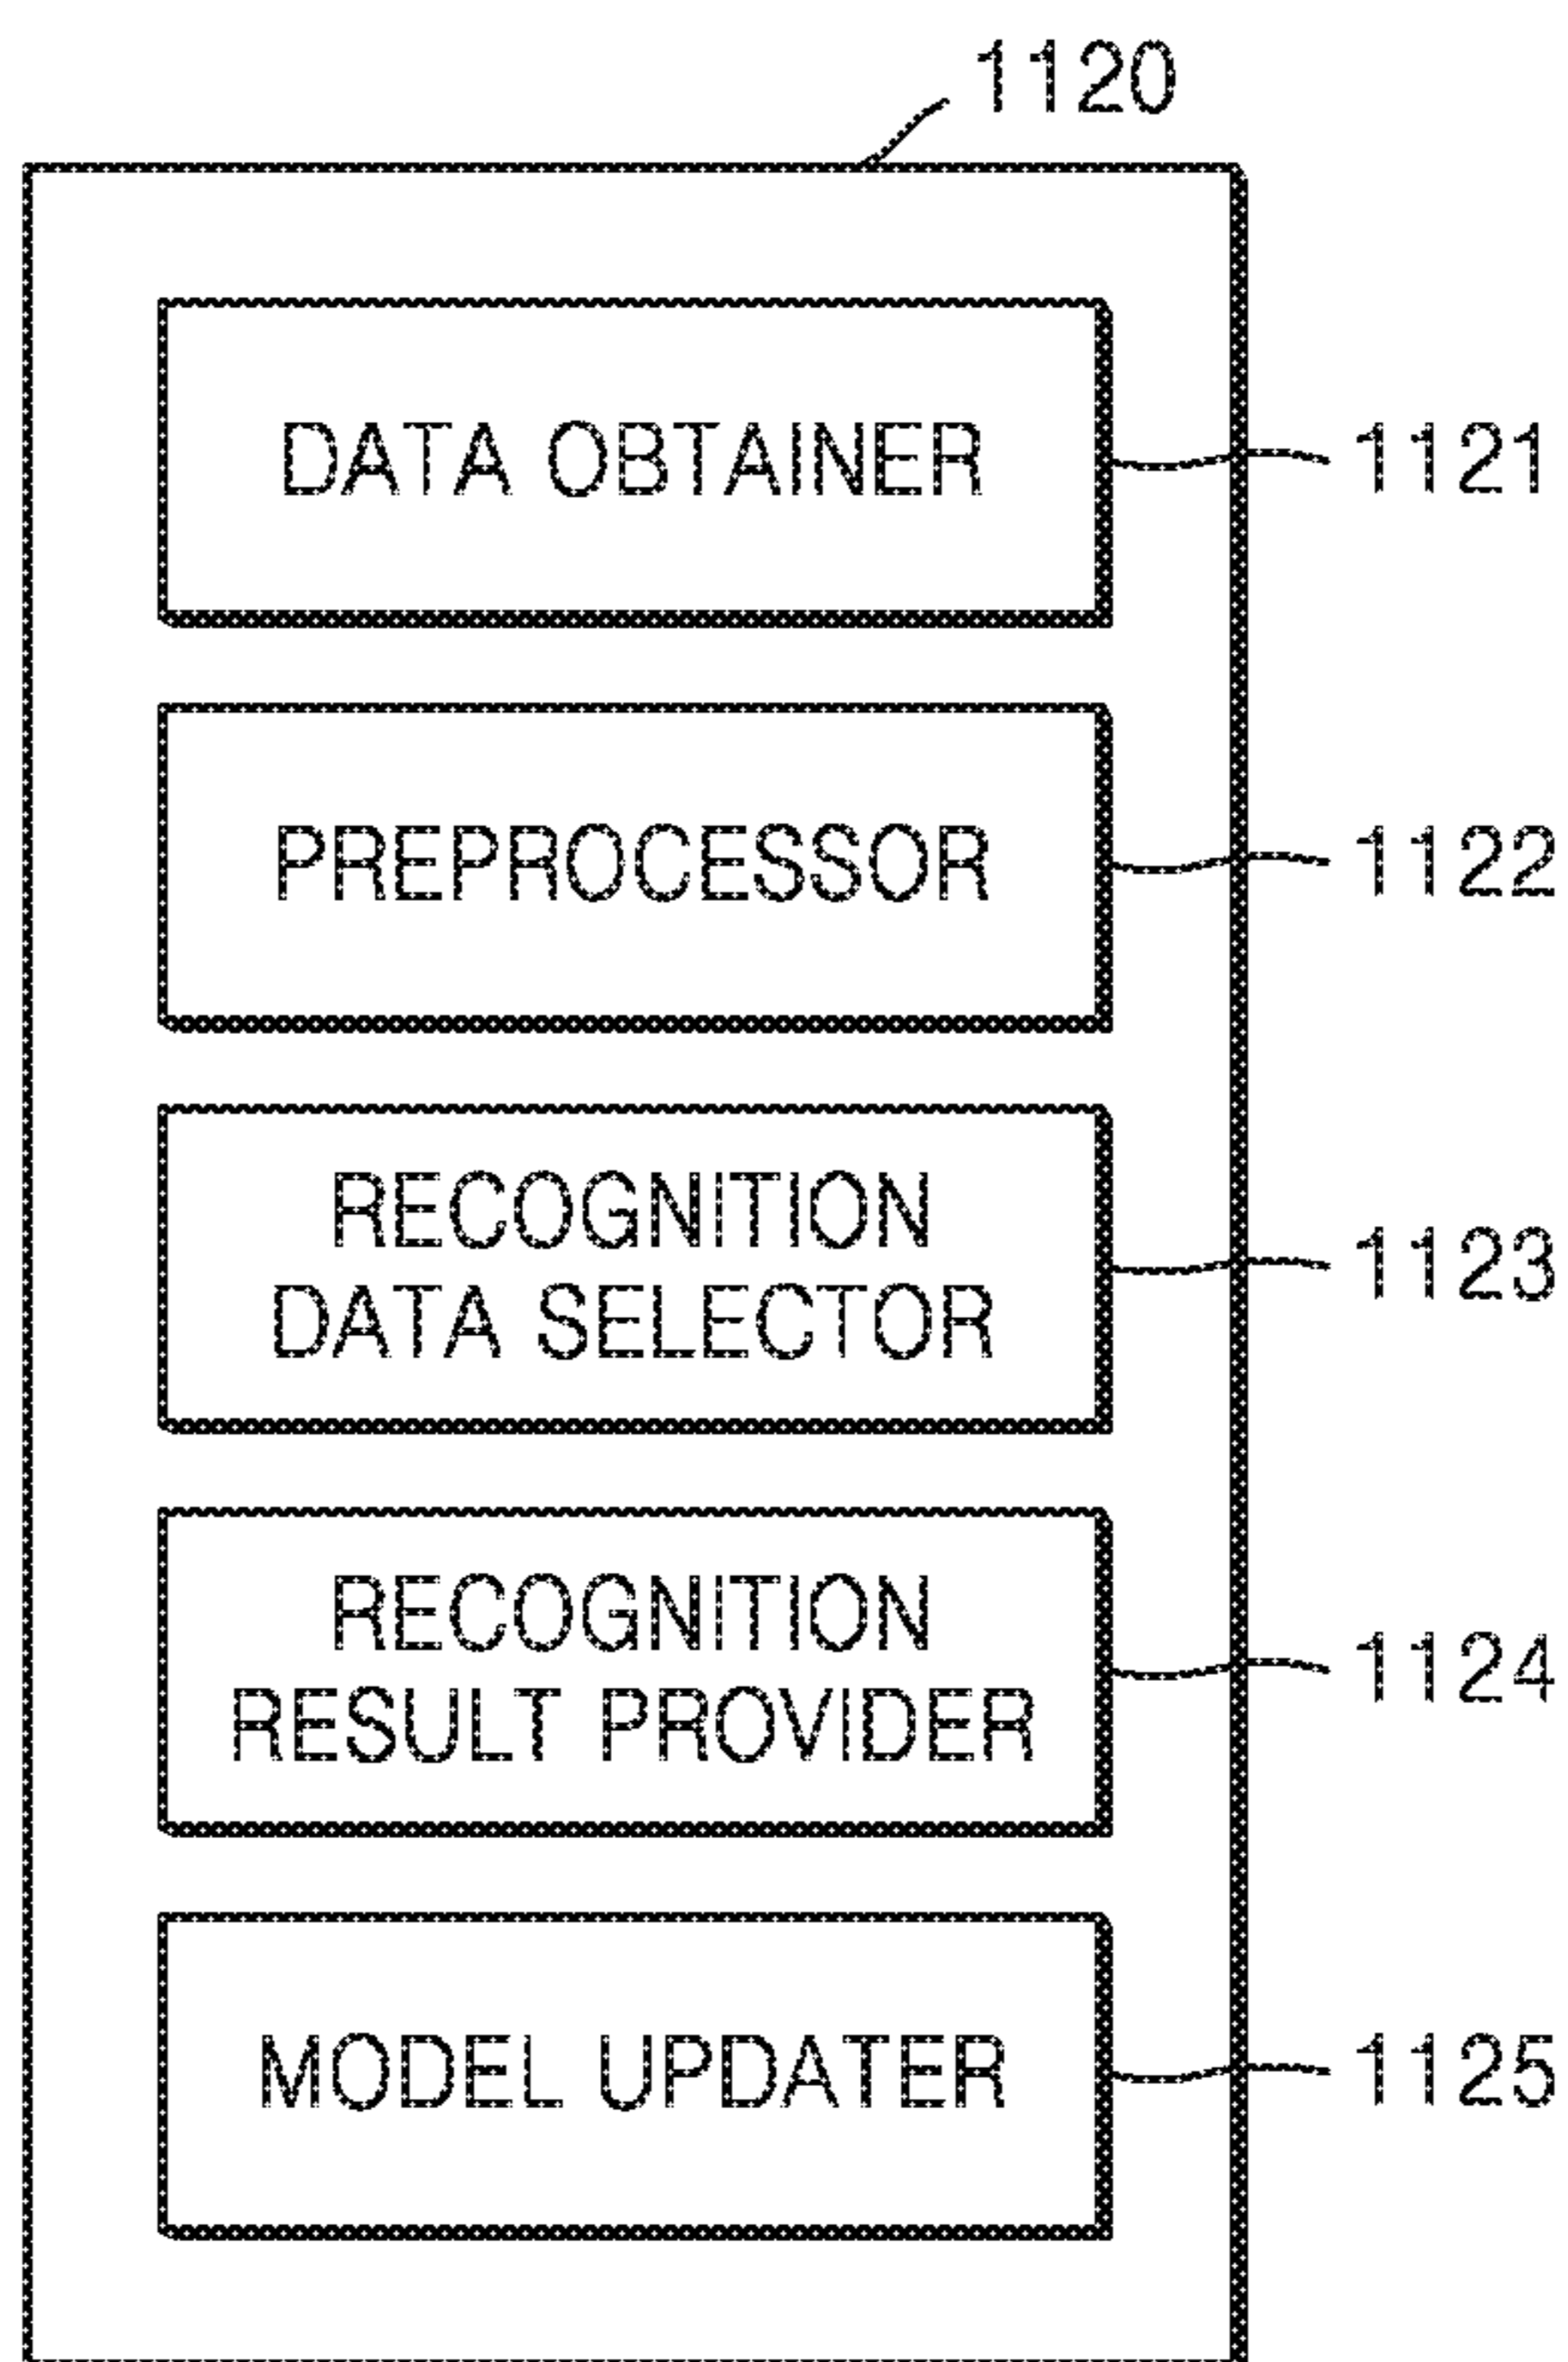 1120
DATA OBTAINER
1121
PREPROCESSOR
1122
RECOGNITION
DATA SELECTOR
1123
RECOGNITION
RESULT PROVIDER
1124
MODEL UPDATER
1125